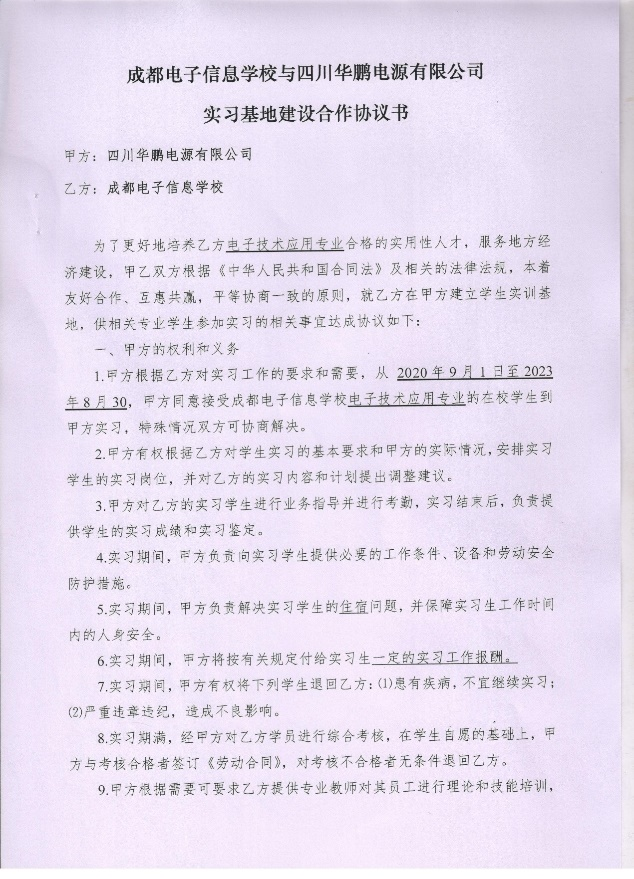 成都电子信息学校与四川华鹏电源有限公司
实习基地建设合作协议书
甲方：四川华鹏电源有限公司
乙方：成都电子信息学校
为了更好地培养乙方电子技术应用专业合格的实用性人才，服务地方经
济建设，甲乙双方根据《中华人民共和国合同法》及相关的法律法规，本着
友好合作、互惠共赢，平等协商一致的原则，就乙方在甲方建立学生实训基
地，供相关专业学生参加实习的相关事宜达成协议如下：
一、甲方的权利和义务
1.甲方根据乙方对实习工作的要求和需要，从 2020年9月1日至2023
年8月30，甲方同意接受成都电子信息学校电子技术应用专业的在校学生到
甲方实习，特殊情况双方可协商解决。
2.甲方有权根据乙方对学生实习的基本要求和甲方的实际情况，安排实习
学生的实习岗位，并对乙方的实习内容和计划提出调整建议。
3.甲方对乙方的实习学生进行业务指导并进行考勤，实习结束后，负责提
供学生的实习成绩和实习鉴定。
4.实习期间，甲方负责向实习学生提供必要的工作条件、设备和劳动安全
防护措施。
5.实习期间，甲方负责解决实习学生的住宿问题，并保障实习生工作时间
内的人身安全。
6.实习期间，甲方将按有关规定付给实习生一定的实习工作报酬。
7.实习期间，甲方有权将下列学生退回乙方：⑴患有疾病，不宜继续实习；
⑵严重违章违纪，造成不良影响。
8.实习期满，经甲方对乙方学员进行综合考核，在学生自愿的基础上，甲
方与考核合格者签订《劳动合同》，对考核不合格者无条件退回乙方。
9.甲方根据需要可要求乙方提供专业教师对其员工进行理论和技能培训，